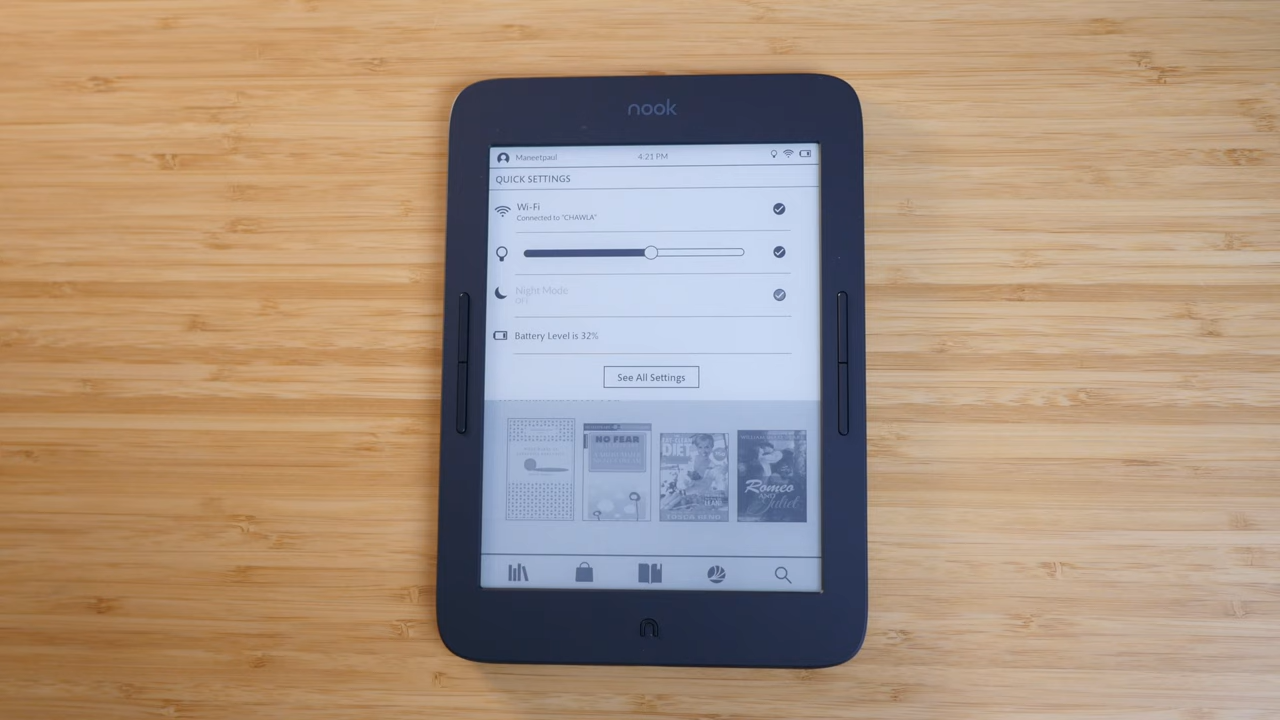 nook
Maneetpaul
4:21 PM
QUICK SETTINGS
Wi-Fi
Connected to "CHAWLA"
Night Mode
OFF
Battery Level is 32%
See All Settings
NO FEAR
DIET
Romeo
AND
Juliet
n